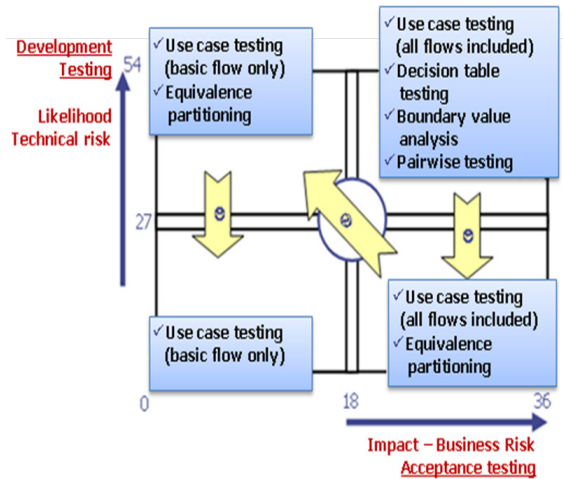 Development
Testing
54
Likelihood
Technical risk
✓Use case testing
(basic flow only)
✓Equivalence
partitioning
✓Use case testing
(all flows included)
✓Decision table
testing
✓Boundary value
analysis
✓Pairwise testing
27
✓Use case testing
(basic flow only)
✓Use case testing
(all flows included)
✓Equivalence
partitioning
0
18
36
Impact – Business Risk
Acceptance testing